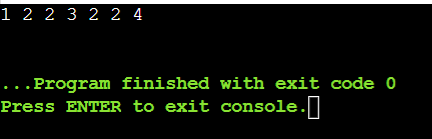 1 2 2 3 2 2 4
...Program finished with exit code 0
Press ENTER to exit console.